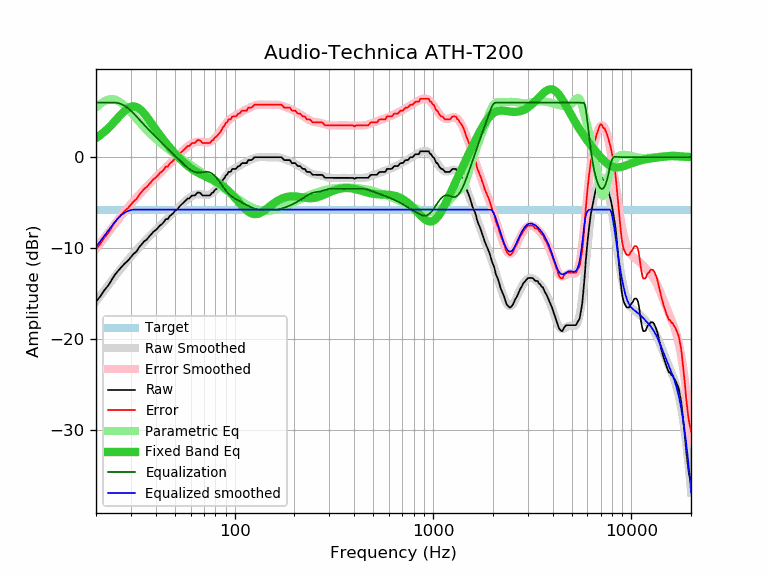 Audio-Technica ATH-T200
Amplitude (dBr)
0
−10
−20
−30
Target
Raw Smoothed
Error Smoothed
Raw
Error
Parametric Eq
Fixed Band Eq
Equalization
Equalized smoothed
100
1000
10000
Frequency (Hz)